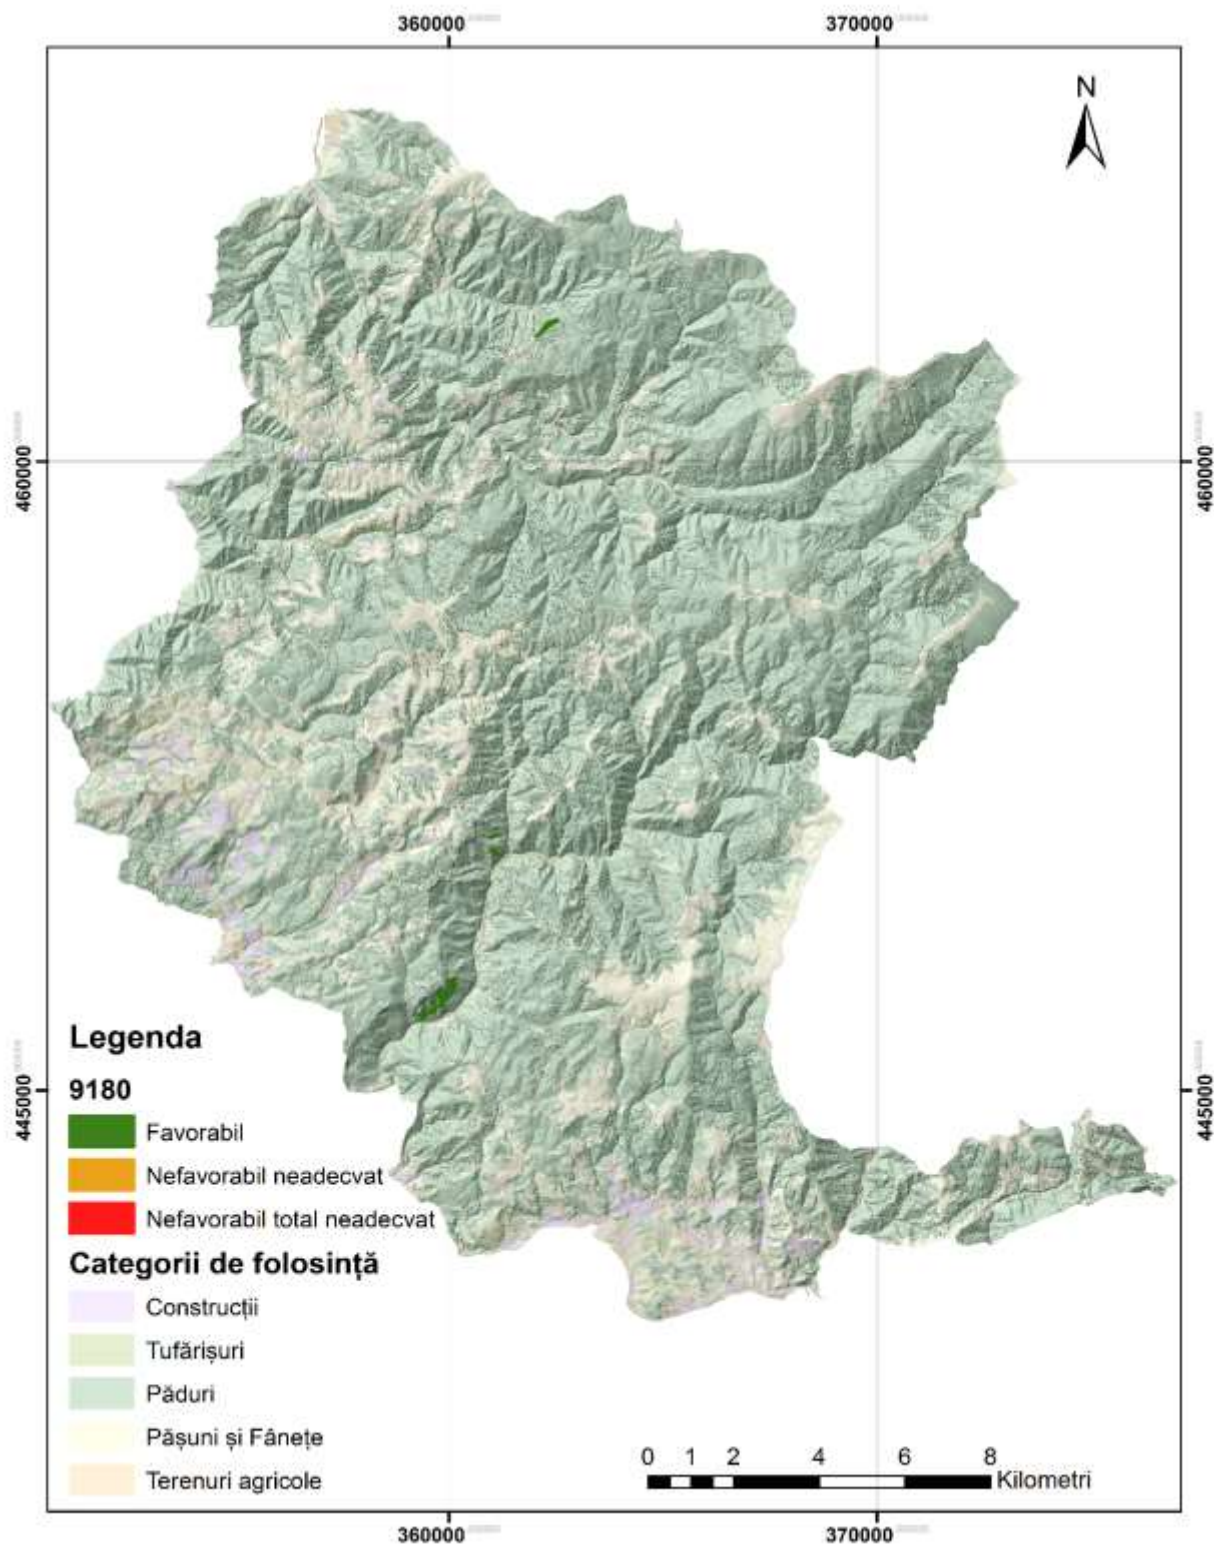 360000
370000
N
460000
460000
445000
445000
Legenda
9180
Favorabil
Nefavorabil neadecvat
Nefavorabil total neadecvat
Categorii de folosință
Construcții
Tufărișuri
Păduri
Pășuni și Fânețe
Terenuri agricole
0 1 2 4 6 8
Kilometri
360000
370000